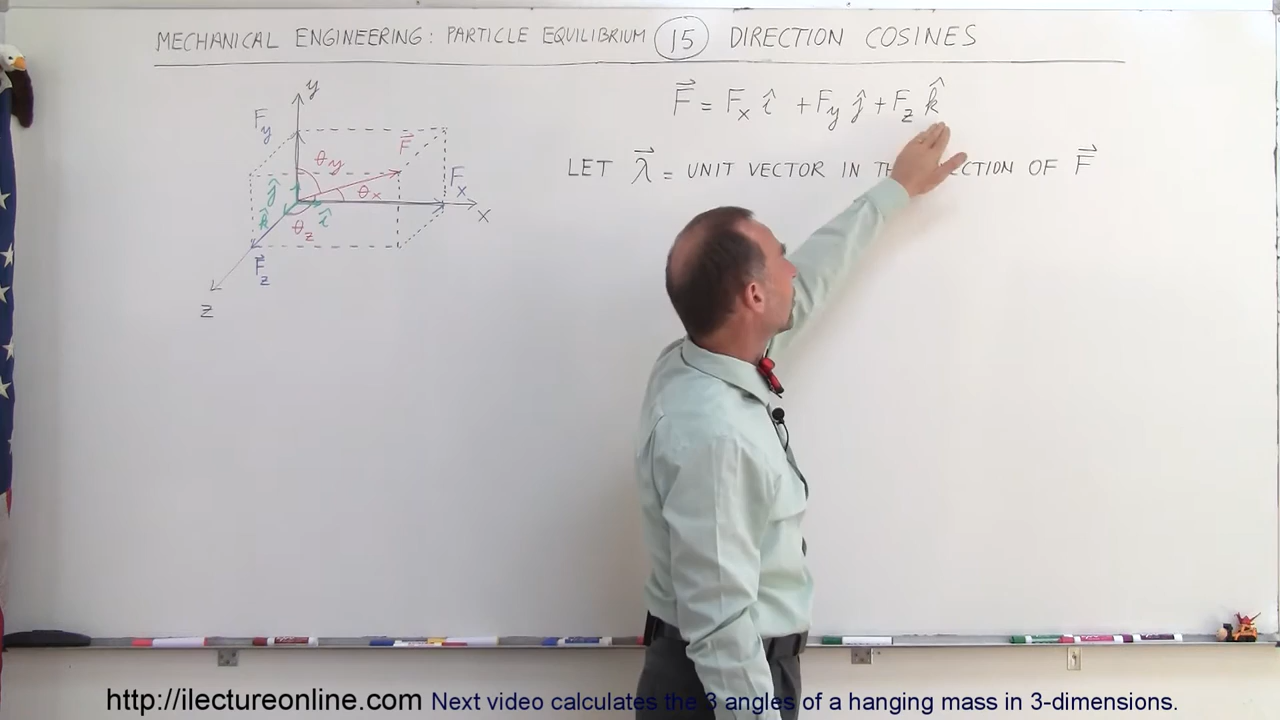 MECHANICAL ENGINEERING: PARTICLE EQUILIBRIUM 15 DIRECTION COSINES
F⃗ = Fx î + Fy ĵ + Fz k̂
LET λ⃗ = UNIT VECTOR IN TH ECTION OF F⃗
y
Fy
θy
F⃗
Fx
ĵ
θx
k̂
î
x
θz
F⃗z
z
http://ilectureonline.com Next video calculates the 3 angles of a hanging mass in 3-dimensions.